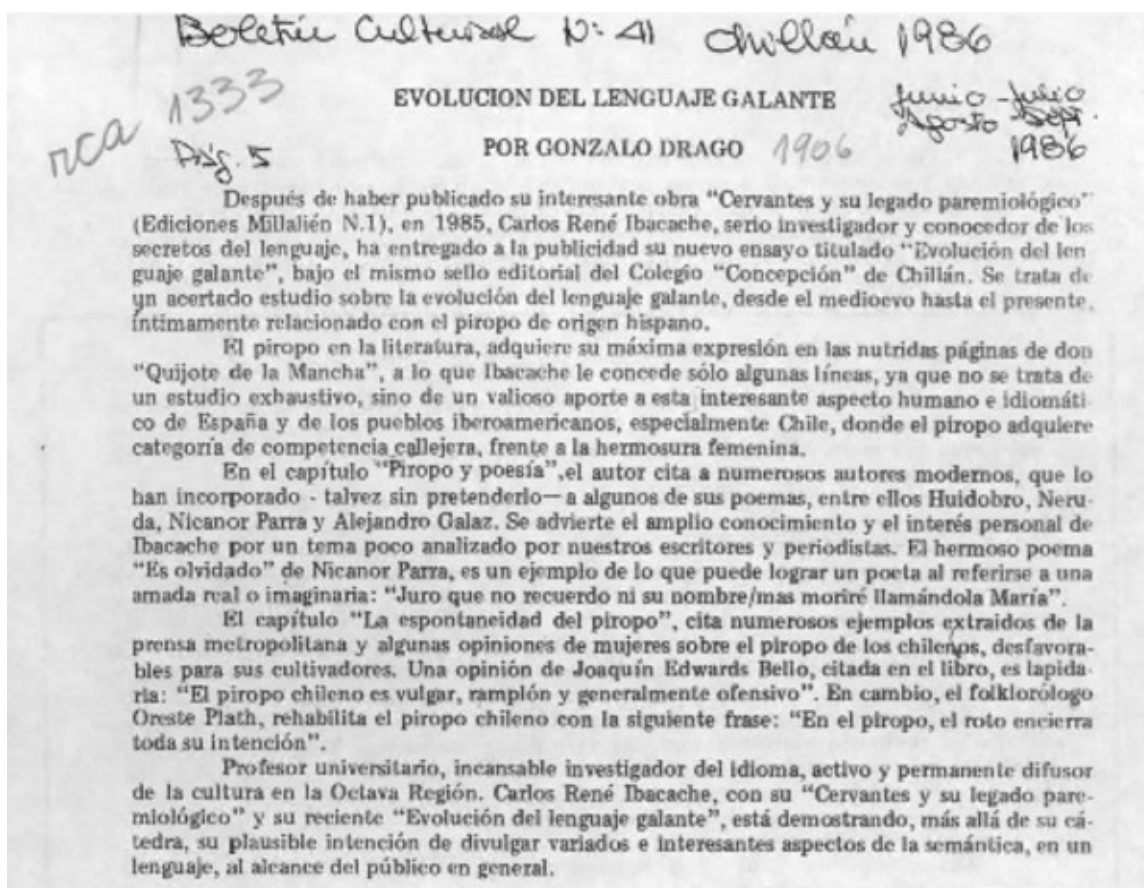 Boletín Cultural N: 41 Chillán 1986
rca 1333
EVOLUCION DEL LENGUAJE GALANTE
Junio - Julio
Agosto Sept.
1986
Pág. 5
POR GONZALO DRAGO 1906
Después de haber publicado su interesante obra "Cervantes y su legado paremiológico"
(Ediciones Millalién N.1), en 1985, Carlos René Ibacache, serio investigador y conocedor de los
secretos del lenguaje, ha entregado a la publicidad su nuevo ensayo titulado "Evolución del len
guaje galante", bajo el mismo sello editorial del Colegio "Concepción" de Chillán. Se trata de
un acertado estudio sobre la evolución del lenguaje galante, desde el medioevo hasta el presente,
íntimamente relacionado con el piropo de origen hispano.
El piropo en la literatura, adquiere su máxima expresión en las nutridas páginas de don
"Quijote de la Mancha", a lo que Ibacache le concede sólo algunas líneas, ya que no se trata de
un estudio exhaustivo, sino de un valioso aporte a esta interesante aspecto humano e idiomáti-
co de España y de los pueblos iberoamericanos, especialmente Chile, donde el piropo adquiere
categoría de competencia callejera, frente a la hermosura femenina.
En el capítulo "Piropo y poesía",el autor cita a numerosos autores modernos, que lo
han incorporado - talvez sin pretenderlo— a algunos de sus poemas, entre ellos Huidobro, Neru-
da, Nicanor Parra y Alejandro Galaz. Se advierte el amplio conocimiento y el interés personal de
Ibacache por un tema poco analizado por nuestros escritores y periodistas. El hermoso poema
"Es olvidado" de Nicanor Parra, es un ejemplo de lo que puede lograr un poeta al referirse a una
amada real o imaginaria: "Juro que no recuerdo ni su nombre/mas moriré llamándola María".
El capítulo "La espontaneidad del piropo", cita numerosos ejemplos extraidos de la
prensa metropolitana y algunas opiniones de mujeres sobre el piropo de los chilenos, desfavora-
bles para sus cultivadores. Una opinión de Joaquín Edwards Bello, citada en el libro, es lapida-
ria: "El piropo chileno es vulgar, ramplón y generalmente ofensivo". En cambio, el folklorólogo
Oreste Plath, rehabilita el piropo chileno con la siguiente frase: "En el piropo, el roto encierra
toda su intención".
Profesor universitario, incansable investigador del idioma, activo y permanente difusor
de la cultura en la Octava Región. Carlos René Ibacache, con su "Cervantes y su legado pare-
miológico" y su reciente "Evolución del lenguaje galante", está demostrando, más allá de su cá-
tedra, su plausible intención de divulgar variados e interesantes aspectos de la semántica, en un
lenguaje, al alcance del público en general.